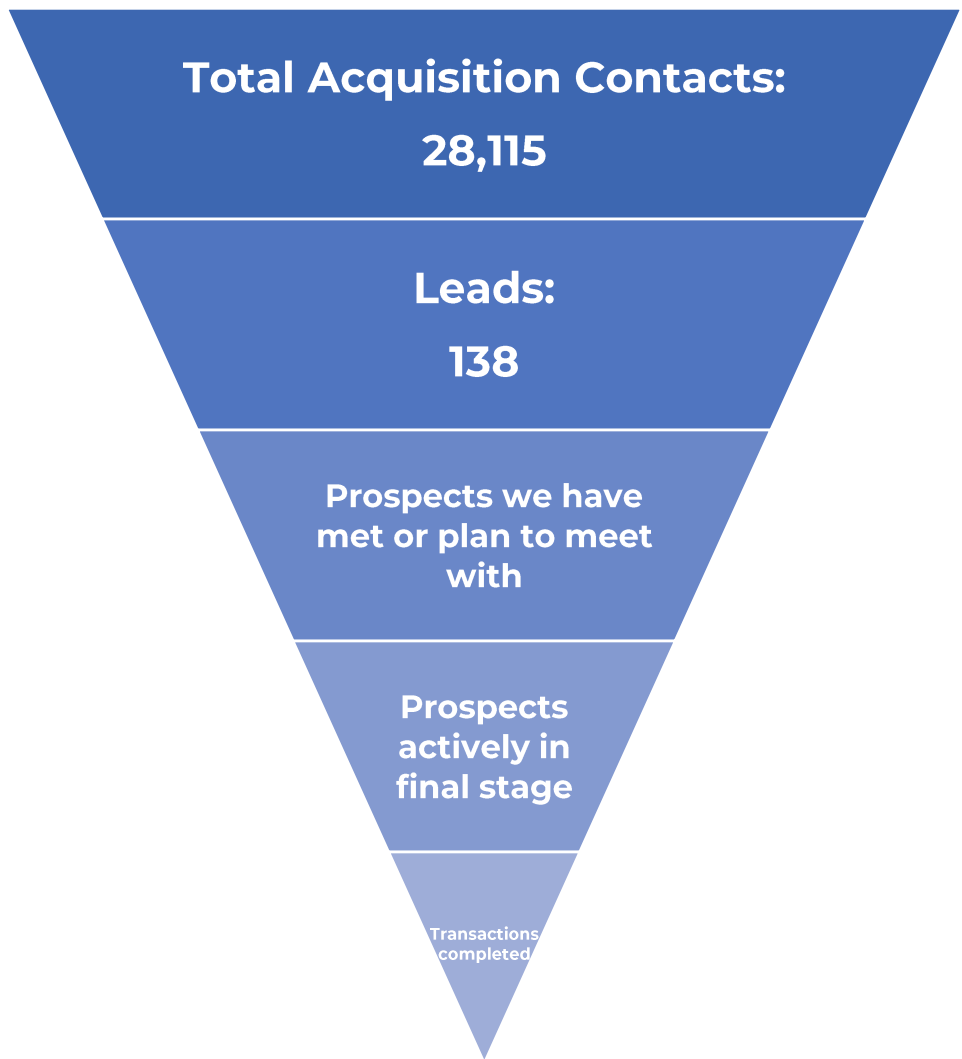 Total Acquisition Contacts:
28,115
Leads:
138
Prospects we have
met or plan to meet
with
Prospects
actively in
final stage
Transactions
completed